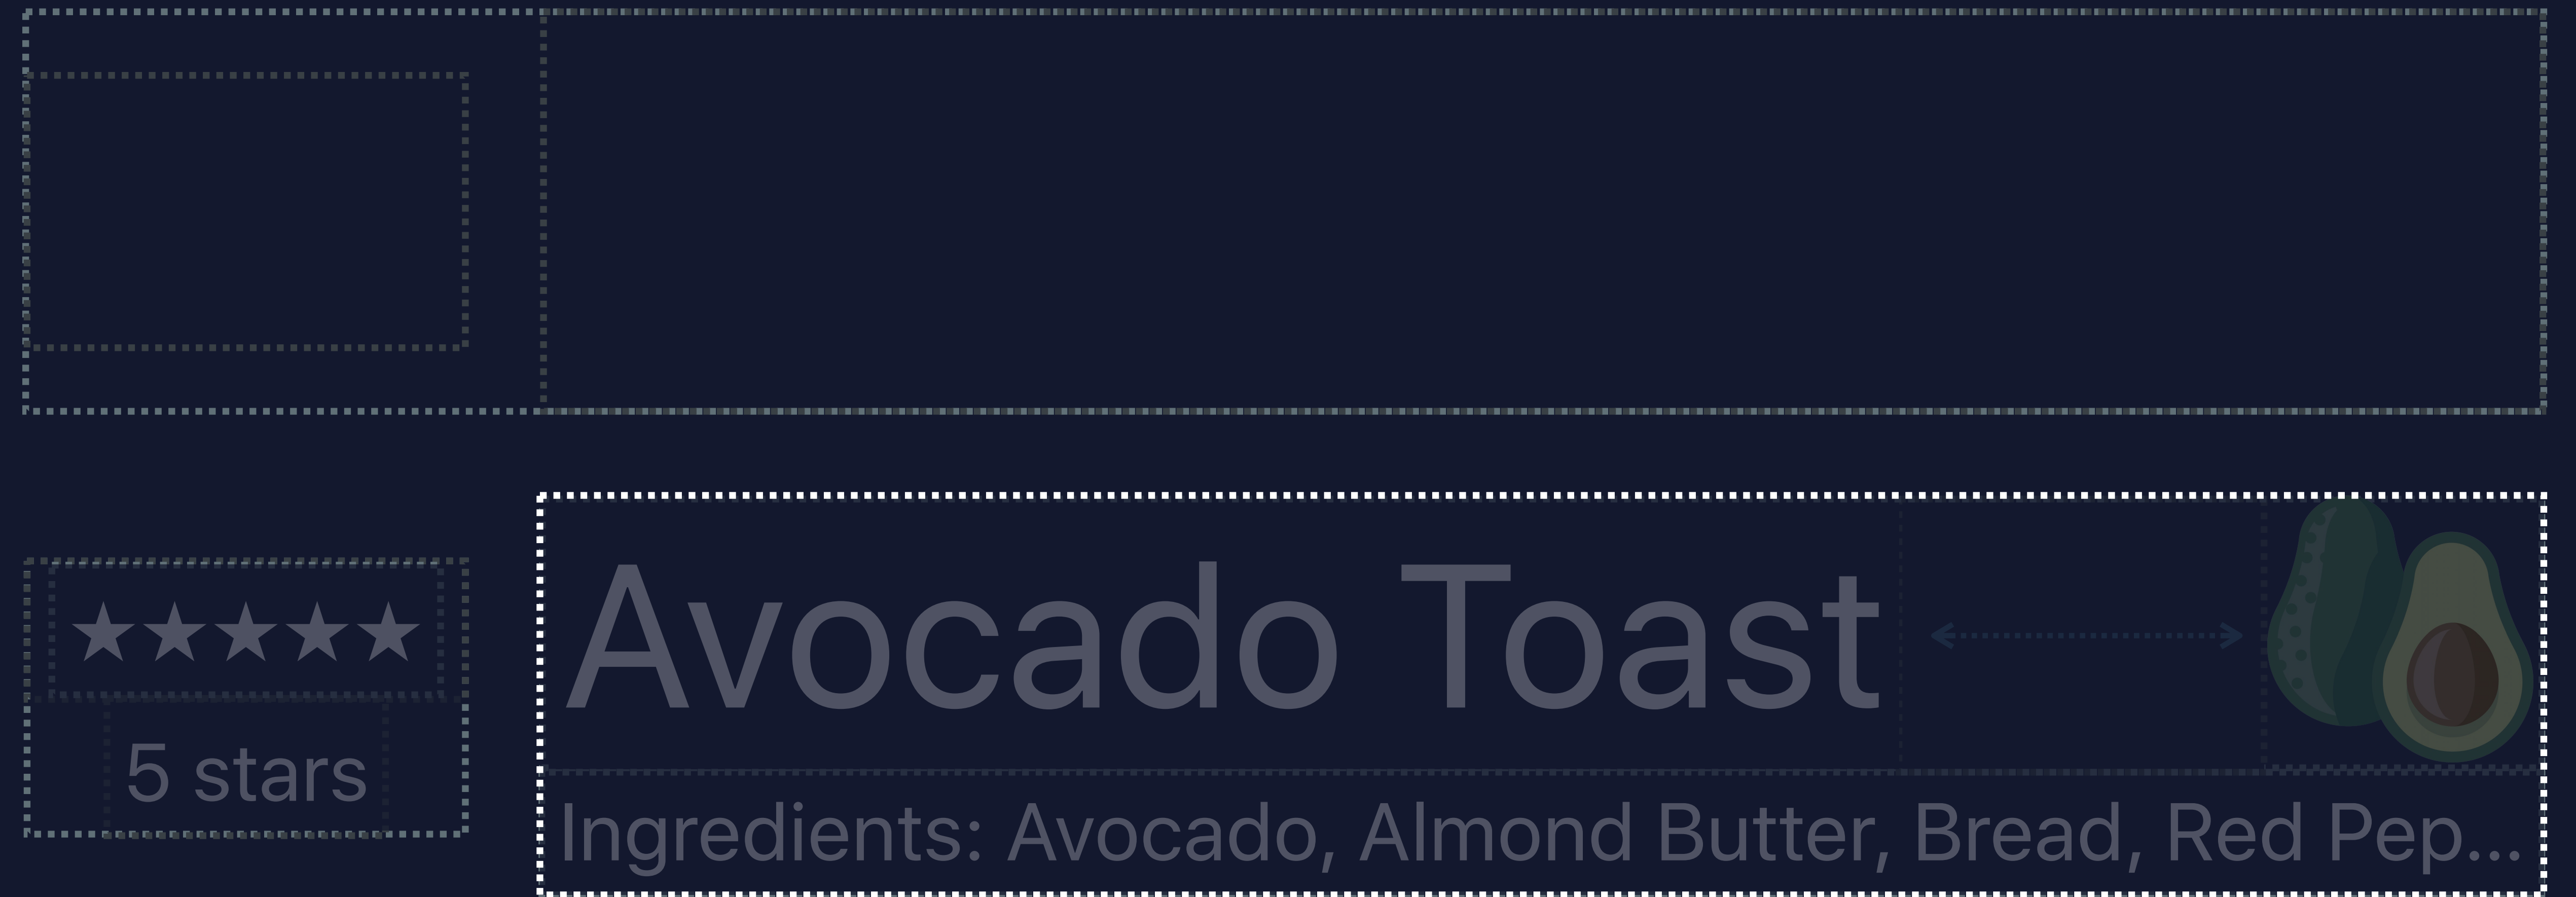 ★★★★★
5 stars
Avocado Toast
Ingredients: Avocado, Almond Butter, Bread, Red Pep...